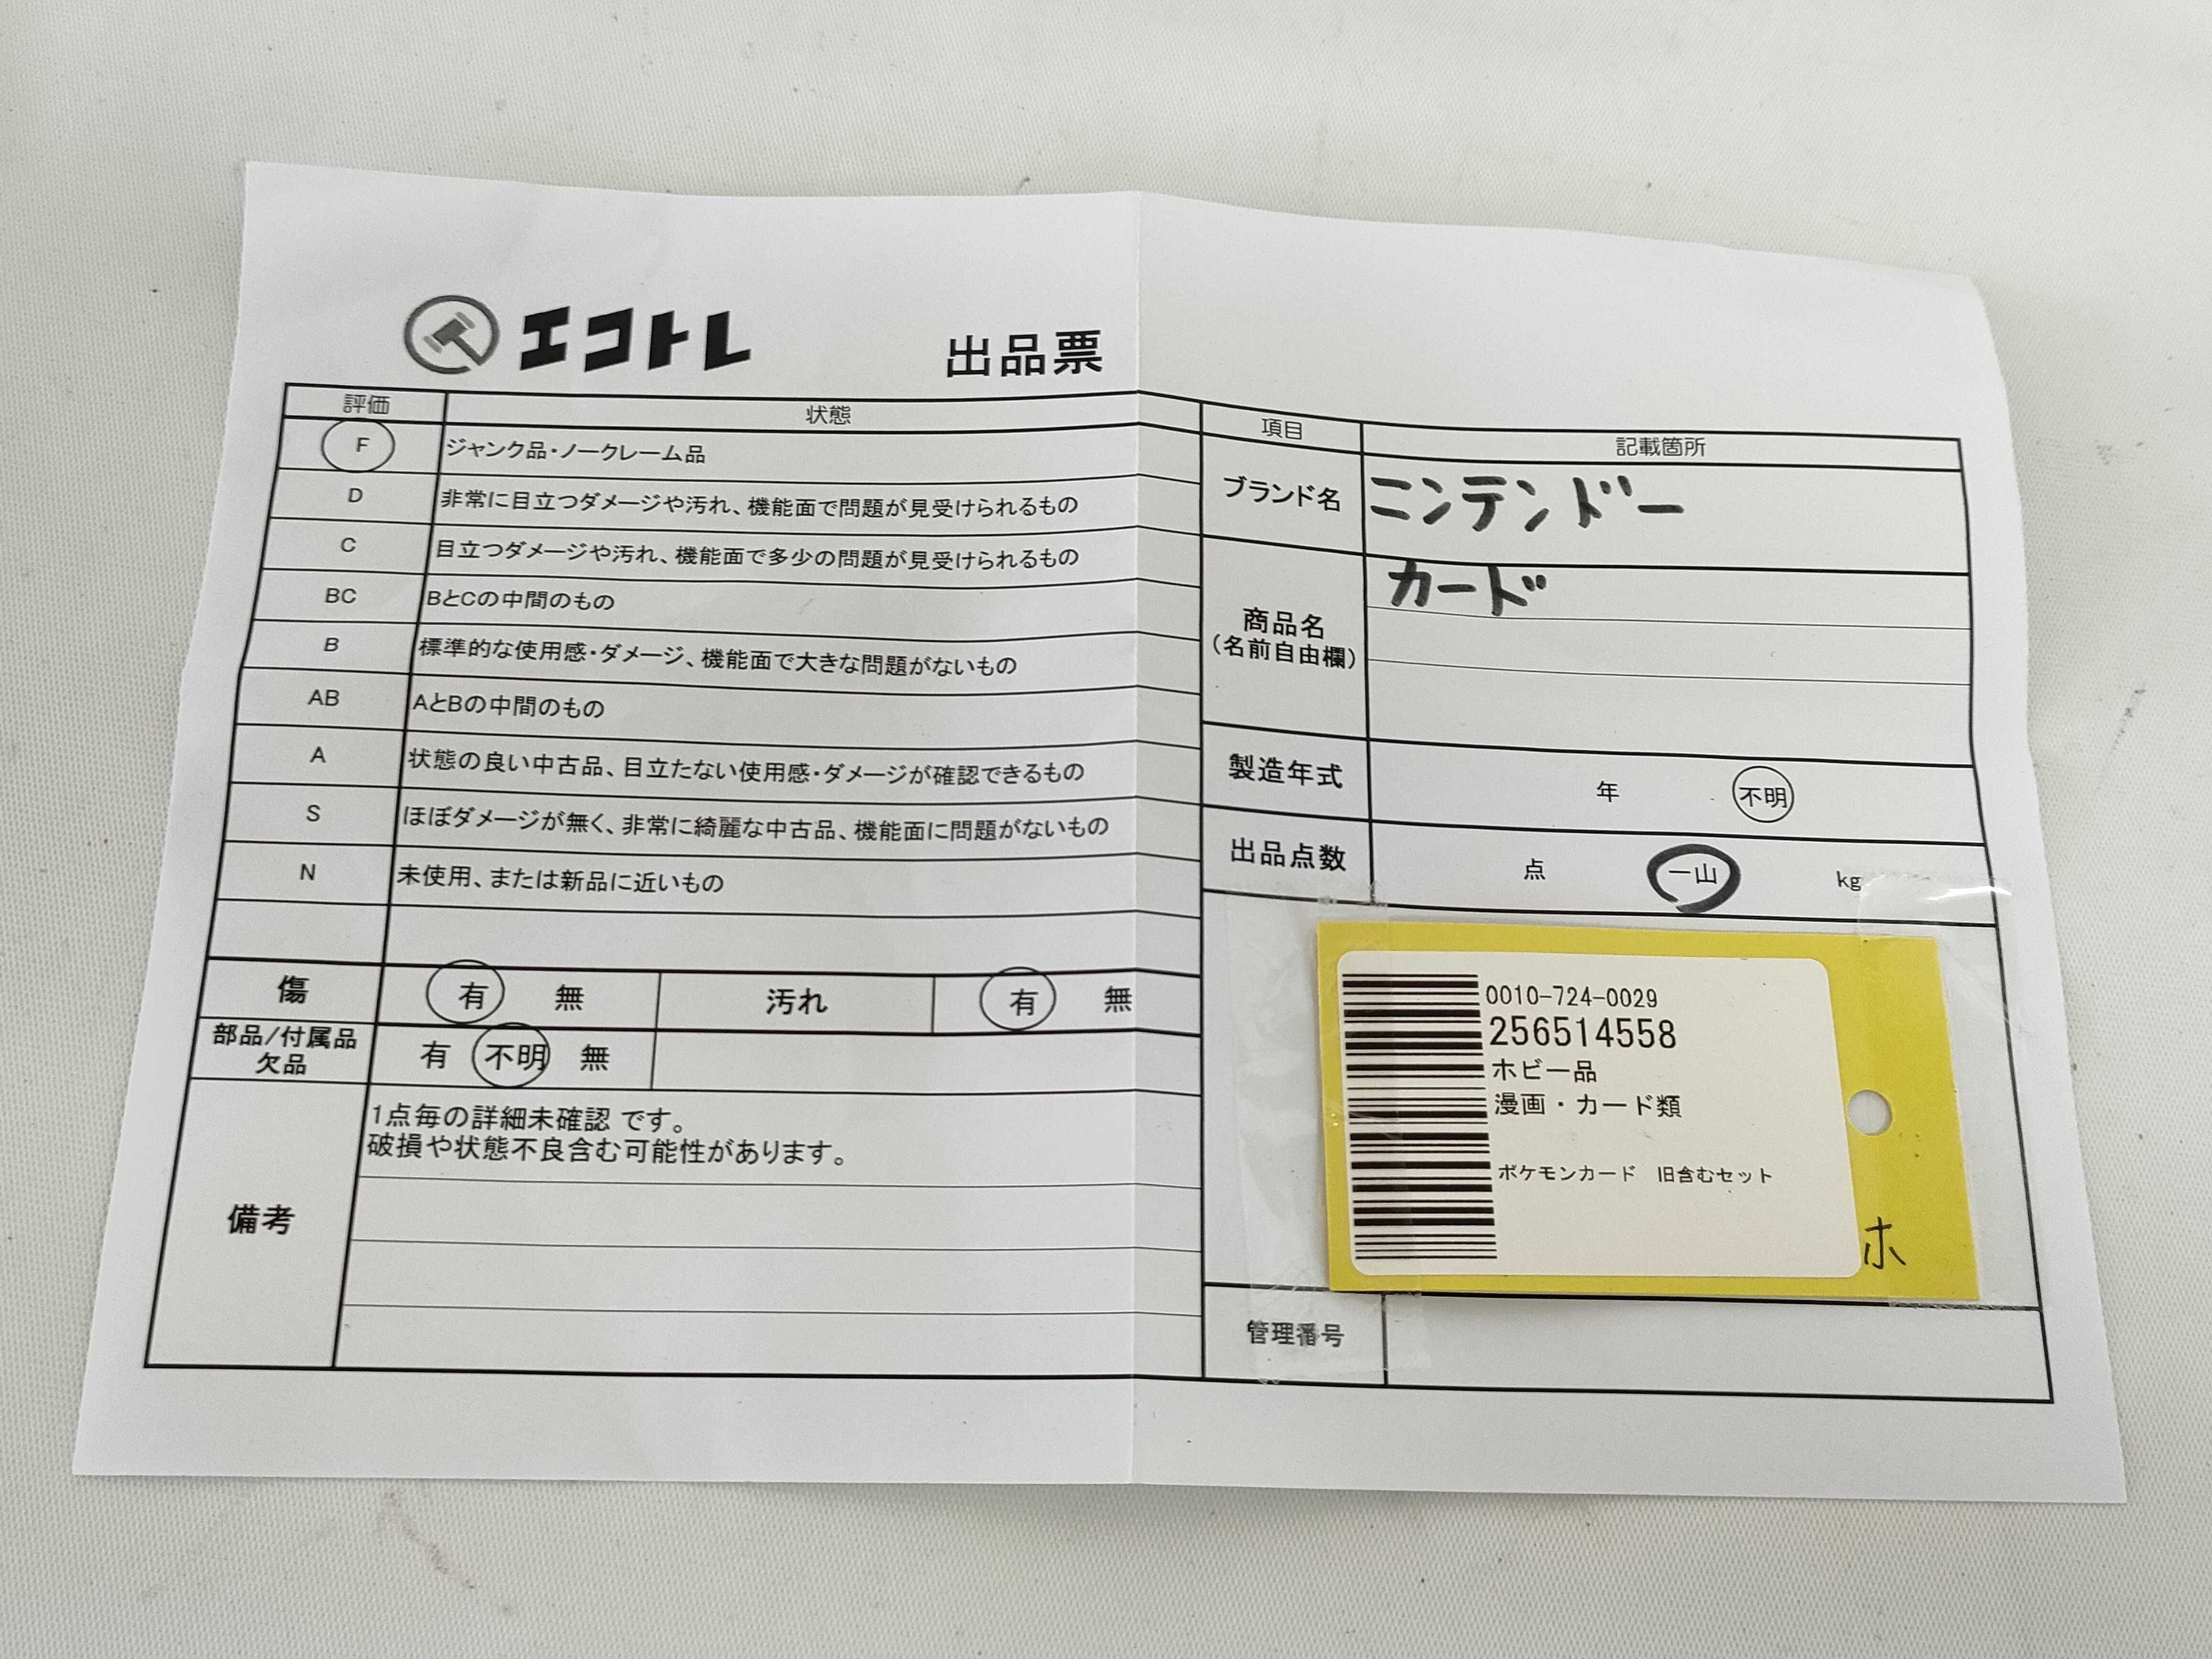 エコトレ 出品票
評価 状態
F ジャンク品・ノークレーム品
D 非常に目立つダメージや汚れ、機能面で問題が見受けられるもの
C 目立つダメージや汚れ、機能面で多少の問題が見受けられるもの
BC BとCの中間のもの
B 標準的な使用感・ダメージ、機能面で大きな問題がないもの
AB AとBの中間のもの
A 状態の良い中古品、目立たない使用感・ダメージが確認できるもの
S ほぼダメージが無く、非常に綺麗な中古品、機能面に問題がないもの
N 未使用、または新品に近いもの
傷 有 無 汚れ 有 無
部品/付属品
欠品 有 不明 無
備考
1点毎の詳細未確認 です。
破損や状態不良含む可能性があります。
項目 記載箇所
ブランド名 ニンテンドー
商品名
(名前自由欄)
カード
製造年式 年 不明
出品点数 点 一山 kg
0010-724-0029
256514558
ホビー品
漫画・カード類
ポケモンカード 旧含むセット
ホ
管理番号